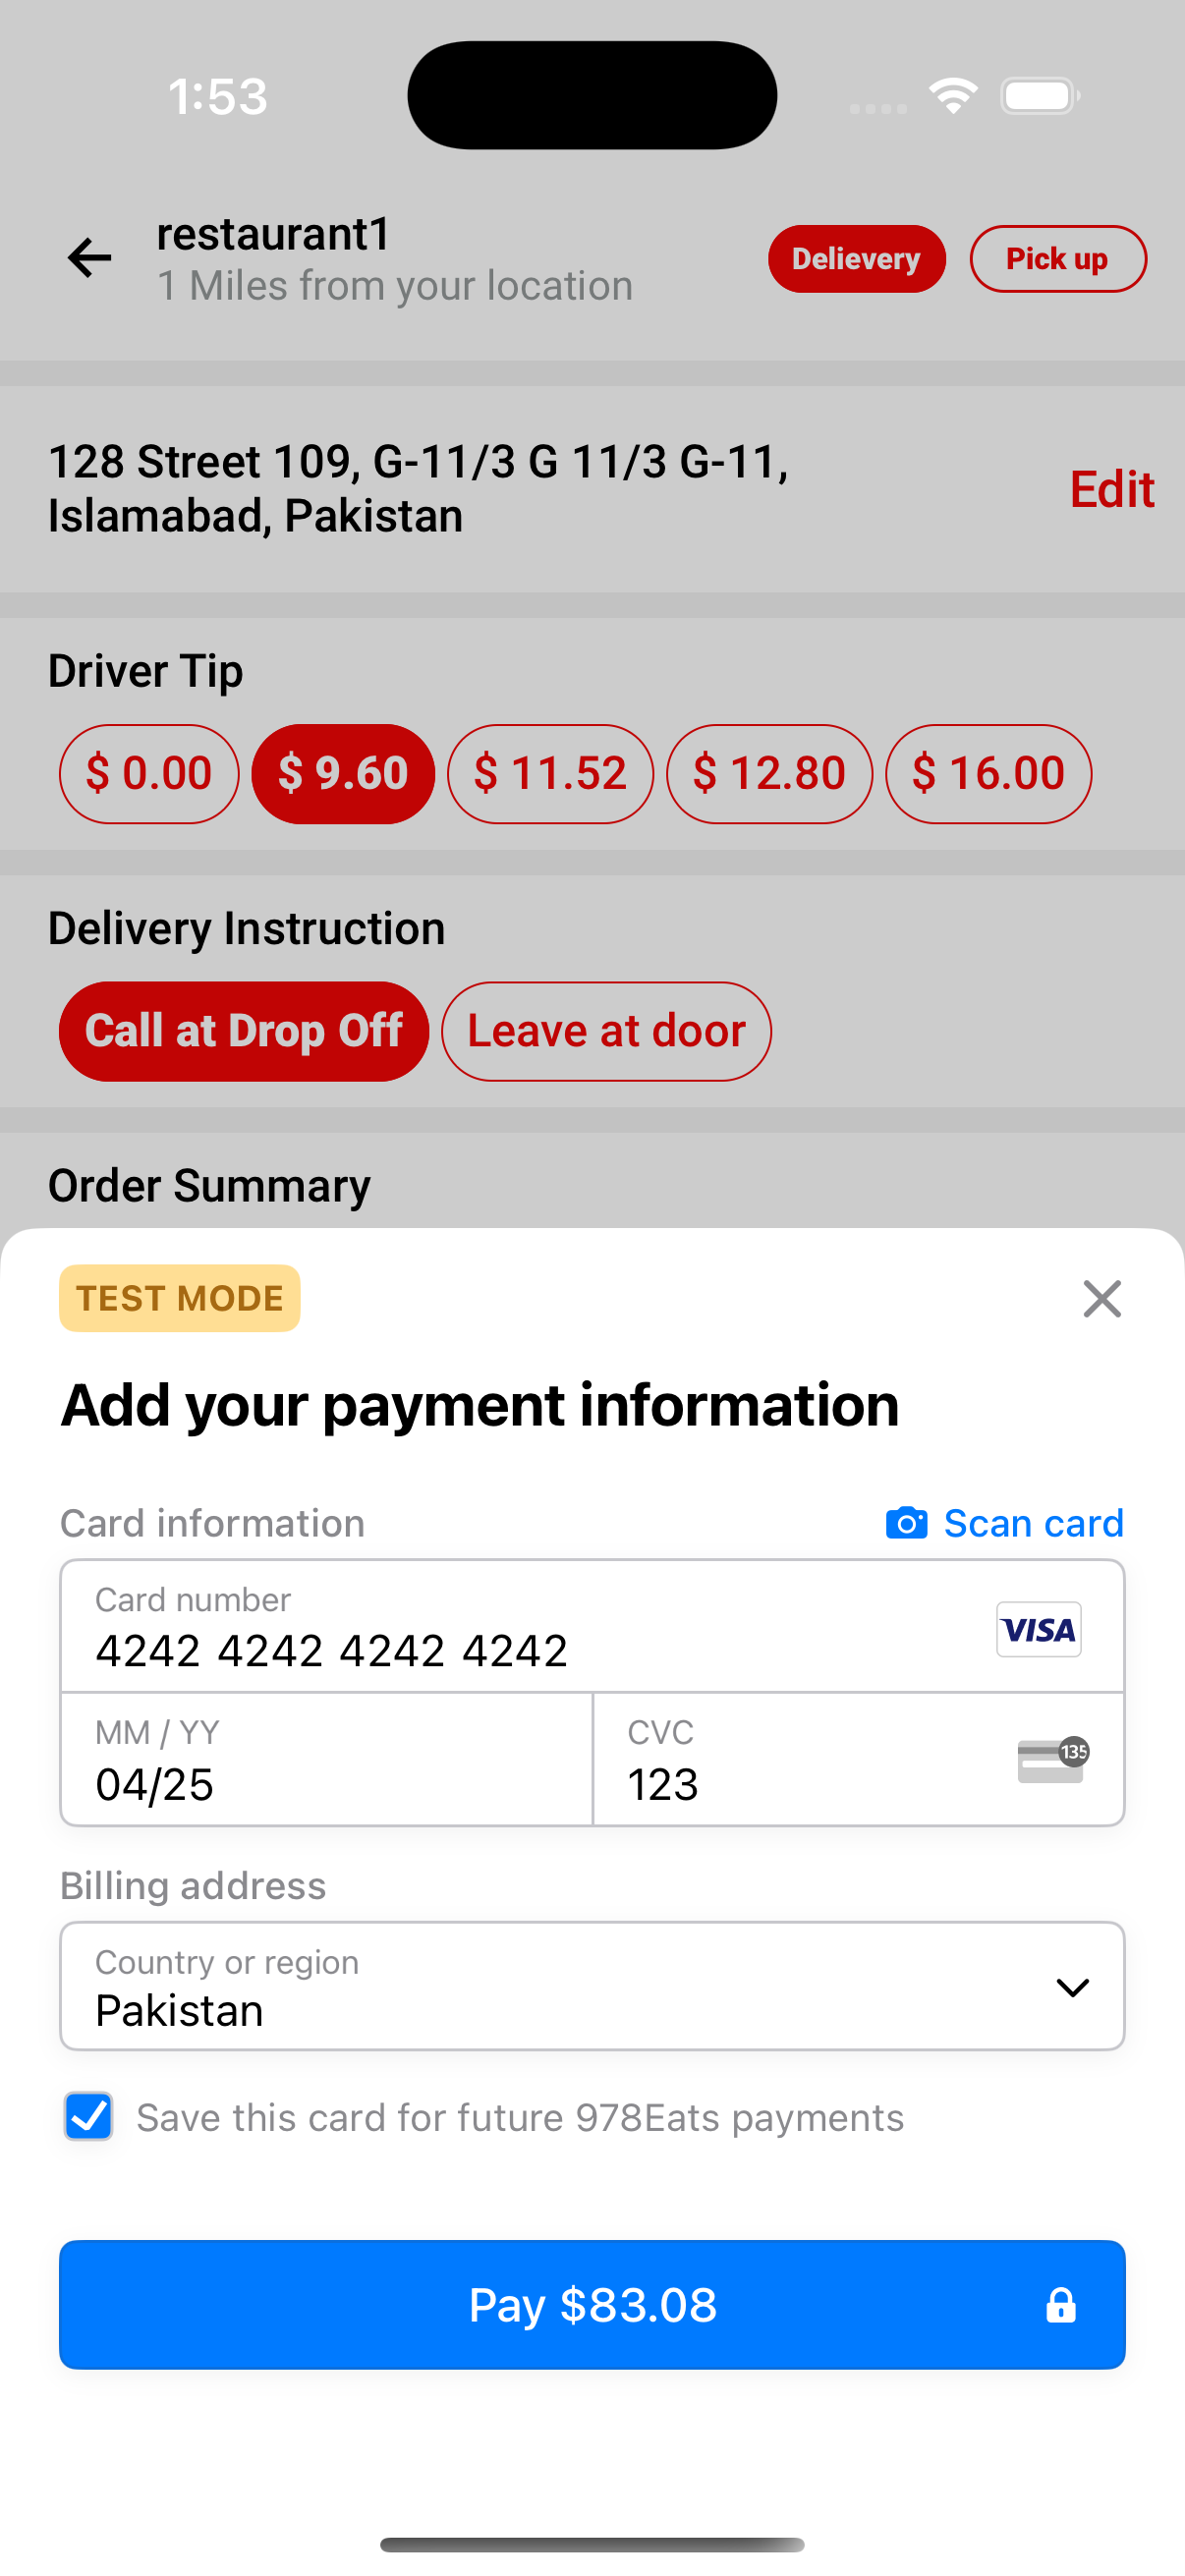 1:53
restaurant1
1 Miles from your location
Delievery
Pick up
128 Street 109, G-11/3 G 11/3 G-11,
Islamabad, Pakistan
Edit
Driver Tip
$ 0.00
$ 9.60
$ 11.52
$ 12.80
$ 16.00
Delivery Instruction
Call at Drop Off
Leave at door
Order Summary
TEST MODE
Add your payment information
Card information
Scan card
Card number
4242 4242 4242 4242
VISA
MM / YY
04/25
CVC
123
135
Billing address
Country or region
Pakistan
Save this card for future 978Eats payments
Pay $83.08